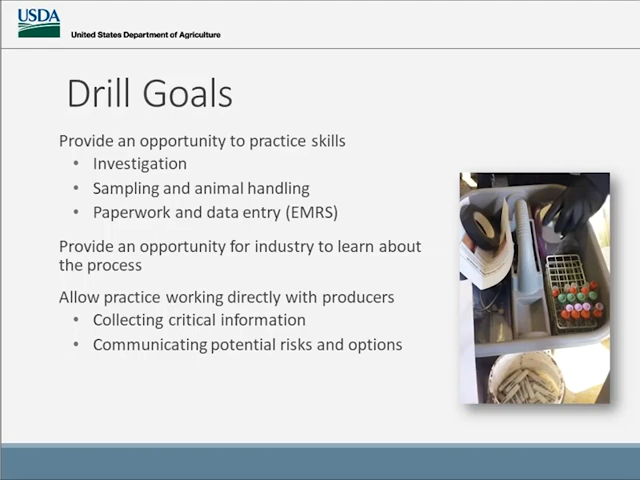 USDA
United States Department of Agriculture
Drill Goals
Provide an opportunity to practice skills
• Investigation
• Sampling and animal handling
• Paperwork and data entry (EMRS)
Provide an opportunity for industry to learn about
the process
Allow practice working directly with producers
• Collecting critical information
• Communicating potential risks and options